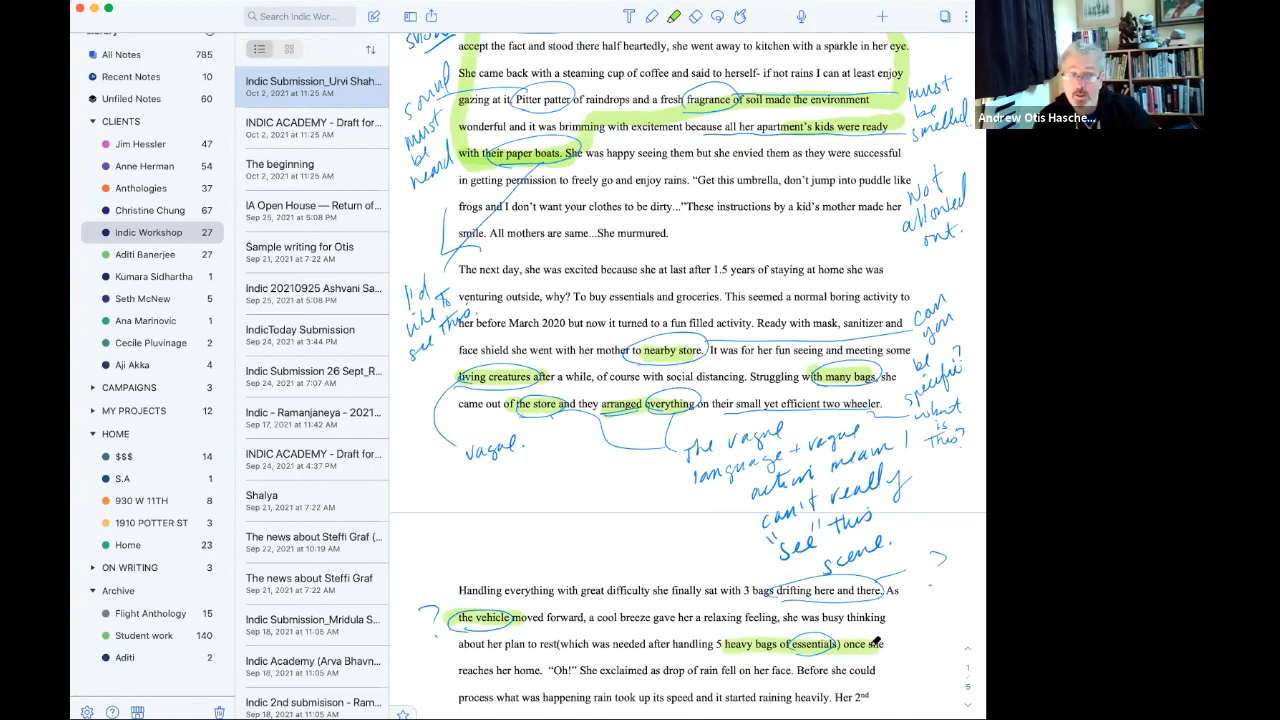 Search Indic Wor...
Library
All Notes 785
Recent Notes 10
Unfiled Notes 60
CLIENTS
Jim Hessler 47
Anne Herman 54
Anthologies 37
Christine Chung 67
Indic Workshop 27
Aditi Banerjee 27
Kumara Sidhartha 1
Seth McNew 5
Ana Marinovic 1
Cecile Pluvinage 2
Aji Akka 4
CAMPAIGNS 3
MY PROJECTS 12
HOME
$$$ 14
S.A 1
930 W 11TH 8
1910 POTTER ST 3
Home 23
ON WRITING 3
Archive
Flight Anthology 15
Student work 140
Aditi 2
Indic Submission_Urvi Shah...
Oct 2, 2021 at 11:25 AM
INDIC ACADEMY - Draft for...
Oct 2, 2021 at 11:25 AM
The beginning
Oct 2, 2021 at 11:25 AM
IA Open House — Return of...
Sep 25, 2021 at 5:08 PM
Sample writing for Otis
Sep 21, 2021 at 7:22 AM
Indic 20210925 Ashvani Sa...
Sep 25, 2021 at 5:08 PM
IndicToday Submission
Sep 24, 2021 at 3:44 PM
Indic Submission 26 Sept_R...
Sep 24, 2021 at 7:07 AM
Indic - Ramanjaneya - 2021...
Sep 17, 2021 at 11:42 AM
INDIC ACADEMY - Draft for...
Sep 24, 2021 at 4:37 PM
Shalya
Sep 21, 2021 at 7:22 AM
The news about Steffi Graf (...
Sep 22, 2021 at 10:19 AM
The news about Steffi Graf
Sep 21, 2021 at 7:22 AM
Indic Submission_Mridula S...
Sep 18, 2021 at 11:05 AM
Indic Academy (Arva Bhavn...
Sep 18, 2021 at 11:05 AM
Indic 2nd submission - Ram...
Sep 18, 2021 at 11:05 AM
accept the fact and stood there half heartedly, she went away to kitchen with a sparkle in her eye.
She came back with a steaming cup of coffee and said to herself- if not rains I can at least enjoy
gazing at it. Pitter patter of raindrops and a fresh fragrance of soil made the environment
wonderful and it was brimming with excitement because all her apartment's kids were ready
with their paper boats. She was happy seeing them but she envied them as they were successful
in getting permission to freely go and enjoy rains. "Get this umbrella, don't jump into puddle like
frogs and I don't want your clothes to be dirty..."These instructions by a kid's mother made her
smile. All mothers are same...She murmured.
sound
must
be
heard
must
be
smelled.
Not
allowed
out.
I'd
like to
see this.
The next day, she was excited because she at last after 1.5 years of staying at home she was
venturing outside, why? To buy essentials and groceries. This seemed a normal boring activity to
her before March 2020 but now it turned to a fun filled activity. Ready with mask, sanitizer and
face shield she went with her mother to nearby store. It was for her fun seeing and meeting some
living creatures after a while, of course with social distancing. Struggling with many bags, she
came out of the store and they arranged everything on their small yet efficient two wheeler.
can
you
be
specific?
what
is
this?
vague.
The vague
language + vague
action mean I
can't really
"see" this
scene.
Handling everything with great difficulty she finally sat with 3 bags drifting here and there. As
the vehicle moved forward, a cool breeze gave her a relaxing feeling, she was busy thinking
about her plan to rest(which was needed after handling 5 heavy bags of essentials) once she
reaches her home. "Oh!" She exclaimed as drop of rain fell on her face. Before she could
process what was happening rain took up its speed and it started raining heavily. Her 2nd
?
?
1
5
Andrew Otis Hasche...